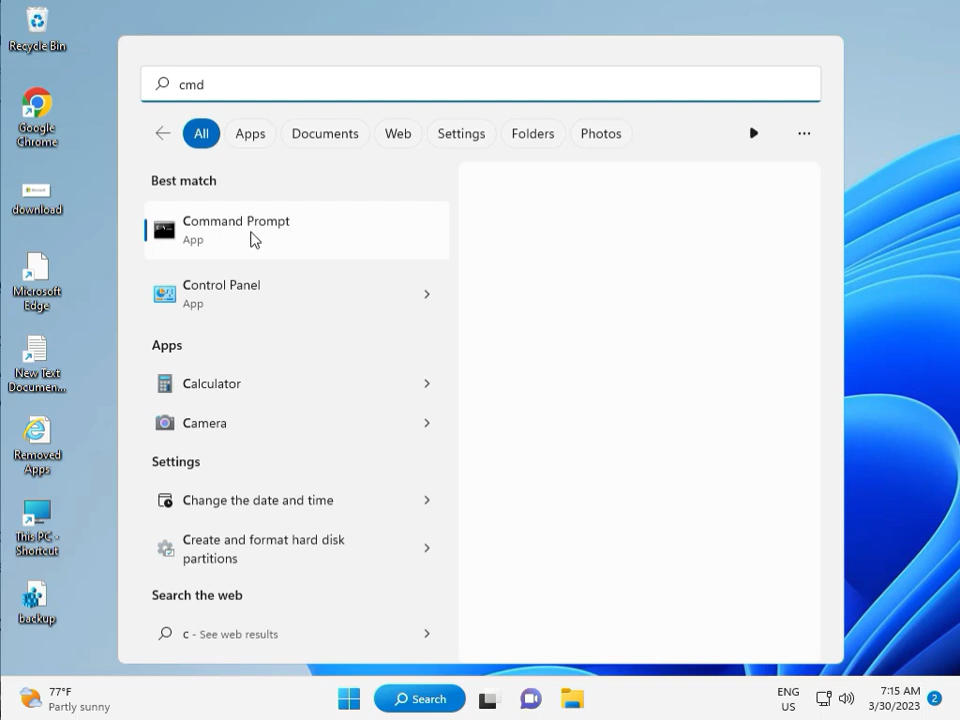 Recycle Bin
Google
Chrome
download
Microsoft
Edge
New Text
Documen...
Removed
Apps
This PC -
Shortcut
backup
cmd
All
Apps
Documents
Web
Settings
Folders
Photos
Best match
Command Prompt
App
Control Panel
App
Apps
Calculator
Camera
Settings
Change the date and time
Create and format hard disk
partitions
Search the web
c - See web results
77°F
Partly sunny
Search
ENG
US
7:15 AM
3/30/2023
2